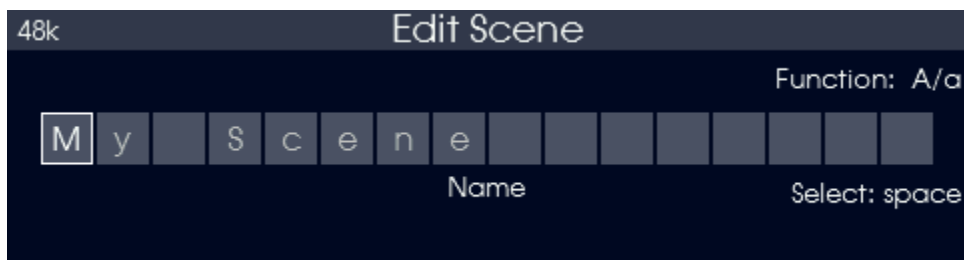 48k Edit Scene
Function: A/a
My Scene
Name
Select: space